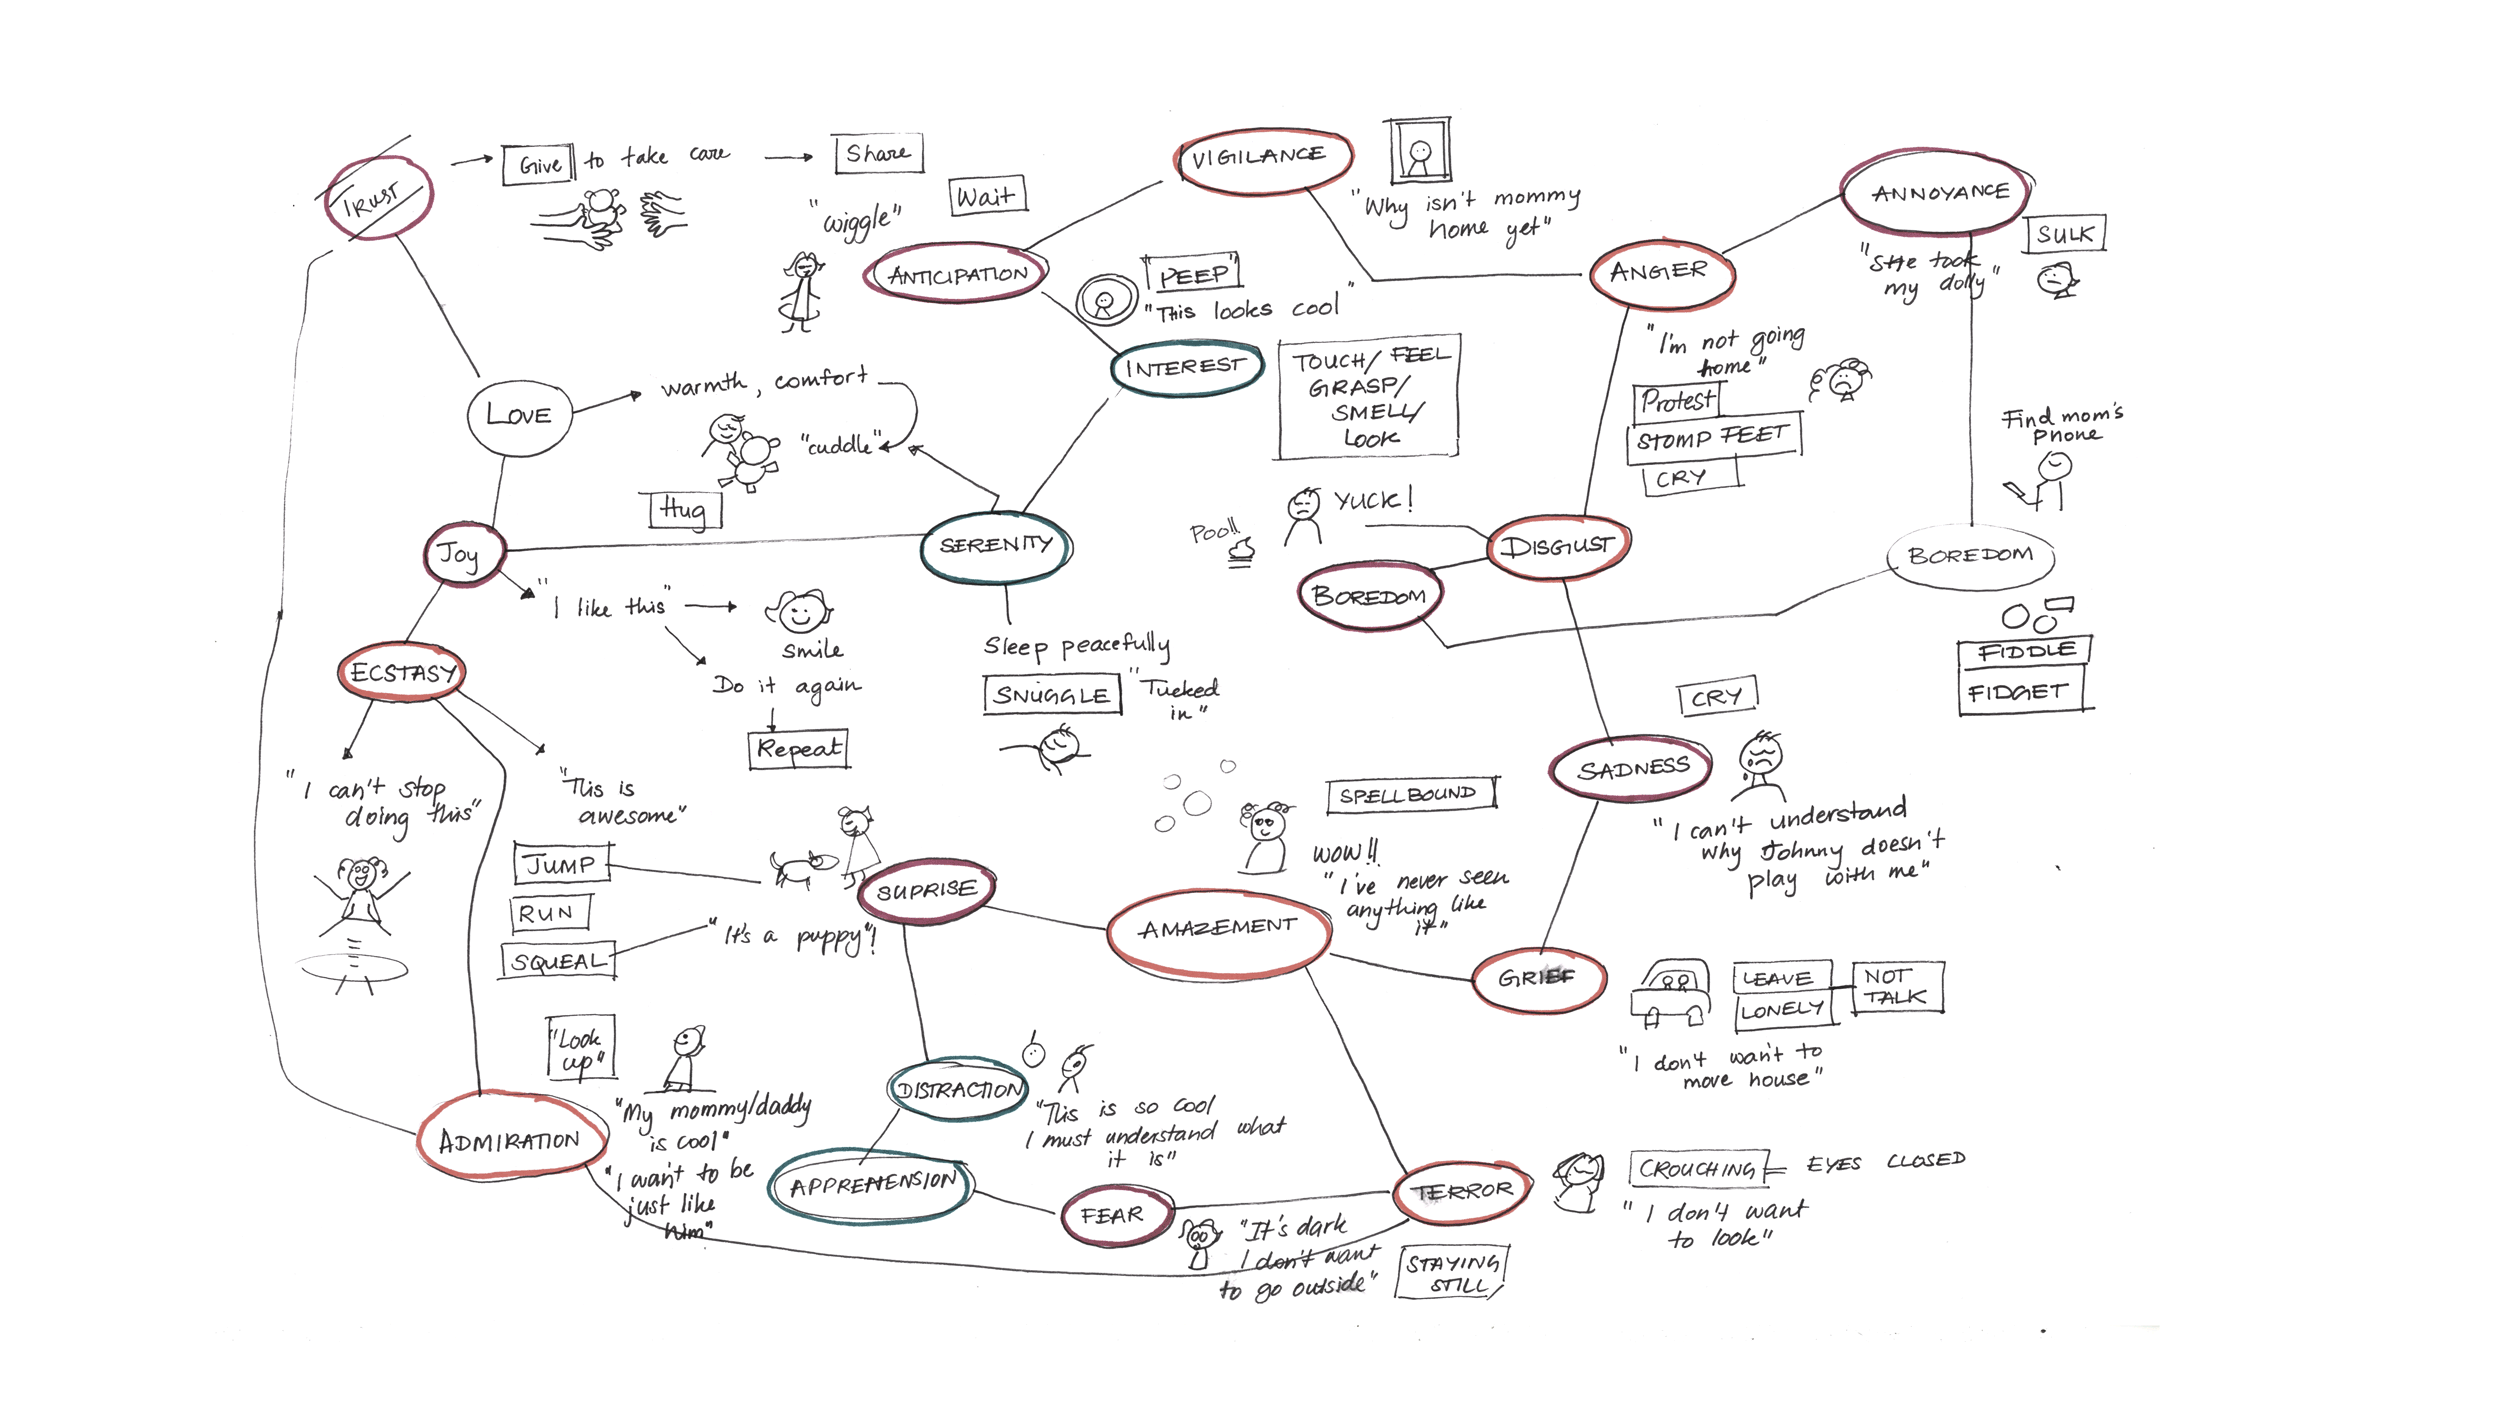 TRUST
Give to take care
Share
"wiggle"
Wait
ANTICIPATION
VIGILANCE
"Why isn't mommy
home yet"
"PEEP"
"This looks cool"
INTEREST
TOUCH/ FEEL
GRASP/
SMELL/
LOOK
ANNOYANCE
SULK
"She took
my dolly"
ANGER
"I'm not going
home"
Protest
STOMP FEET
CRY
Find mom's
phone
BOREDOM
FIDDLE
FIDGET
LOVE
warmth, comfort
"cuddle"
Hug
JOY
"I like this"
smile
Do it again
Repeat
SERENITY
Sleep peacefully
SNUGGLE
"Tucked
in"
YUCK!
Poo!!
DISGUST
BOREDOM
ECSTASY
"I can't stop
doing this"
"This is
awesome"
JUMP
RUN
SQUEAL
"It's a puppy"!
SUPRISE
AMAZEMENT
SPELLBOUND
WOW!!
"I've never seen
anything like
it"
CRY
SADNESS
"I can't understand
why Johnny doesn't
play with me"
GRIEF
LEAVE
LONELY
NOT
TALK
"I don't wan't to
move house"
"Look
up"
ADMIRATION
"My mommy/daddy
is cool"
"I wan't to be
just like
him"
DISTRACTION
"This is so cool
I must understand what
it is"
APPREHENSION
FEAR
"It's dark
I don't want
to go outside"
STAYING
STILL
TERROR
CROUCHING = EYES CLOSED
"I don't want
to look"